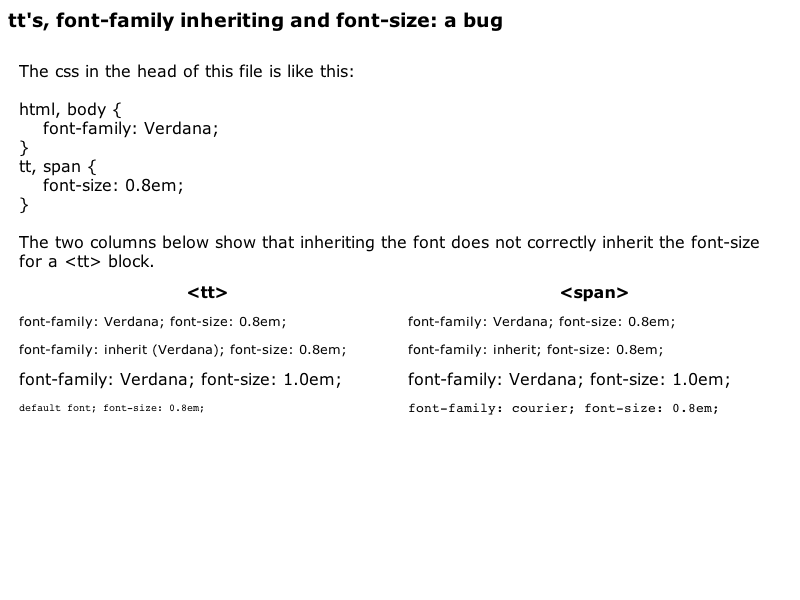 tt's, font-family inheriting and font-size: a bug
The css in the head of this file is like this:
html, body {
font-family: Verdana;
}
tt, span {
font-size: 0.8em;
}
The two columns below show that inheriting the font does not correctly inherit the font-size
for a <tt> block.
<tt> <span>
font-family: Verdana; font-size: 0.8em; font-family: Verdana; font-size: 0.8em;
font-family: inherit (Verdana); font-size: 0.8em; font-family: inherit; font-size: 0.8em;
font-family: Verdana; font-size: 1.0em; font-family: Verdana; font-size: 1.0em;
default font; font-size: 0.8em; font-family: courier; font-size: 0.8em;